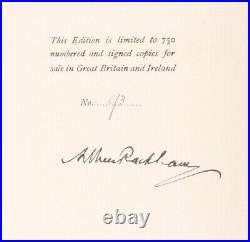 This Edition is limited to 750
numbered and signed copies for
sale in Great Britain and Ireland
No.
Arthur Rackham